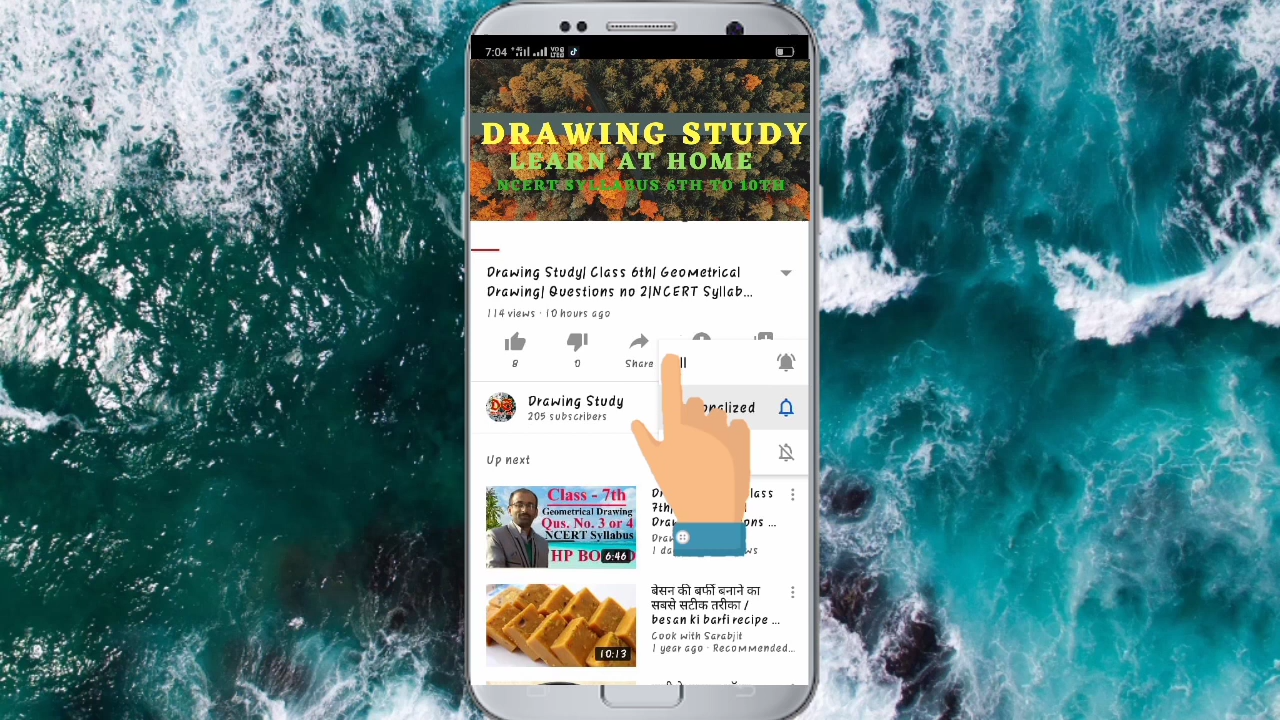 7:04
DRAWING STUDY
LEARN AT HOME
NCERT SYLLABUS 6TH TO 10TH
Drawing Study| Class 6th| Geometrical
Drawing| Questions no 2|NCERT Syllab...
114 views · 10 hours ago
8
0
Share
Drawing Study
205 subscribers
Up next
Class - 7th
Geometrical Drawing
Qus. No. 3 or 4
NCERT Syllabus
HP BO
6:46
बेसन की बर्फी बनाने का
सबसे सटीक तरीका /
besan ki barfi recipe ...
Cook with Sarabjit
1 year ago · Recommended...
10:13